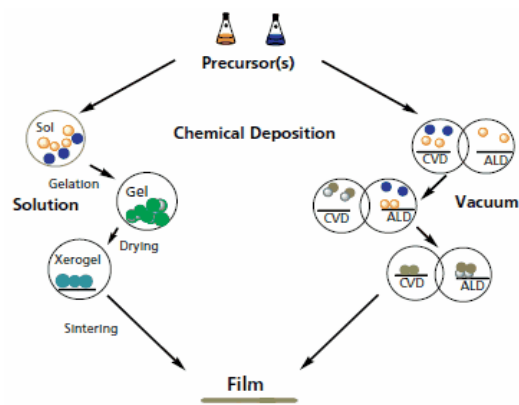 Precursor(s)
Sol
Chemical Deposition
CVD
ALD
Gelation
Gel
Solution
CVD
ALD
Vacuum
Drying
Xerogel
CVD
ALD
Sintering
Film